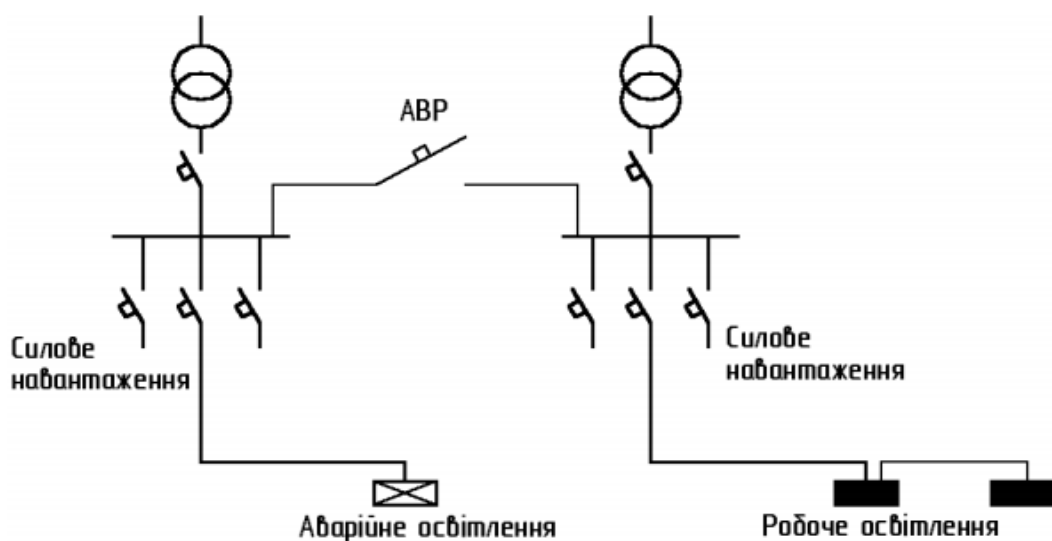 АВР
Силове
навантаження
Силове
навантаження
Аварійне освітлення
Робоче освітлення